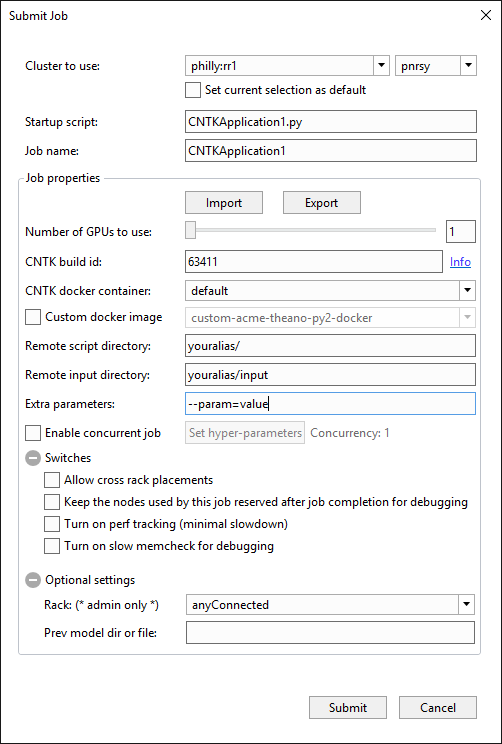 Submit Job
Cluster to use: philly:rr1 pnrsy
Set current selection as default
Startup script: CNTKApplication1.py
Job name: CNTKApplication1
Job properties
Import Export
Number of GPUs to use: 1
CNTK build id: 63411 Info
CNTK docker container: default
Custom docker image custom-acme-theano-py2-docker
Remote script directory: youralias/
Remote input directory: youralias/input
Extra parameters: --param=value
Enable concurrent job Set hyper-parameters Concurrency: 1
Switches
Allow cross rack placements
Keep the nodes used by this job reserved after job completion for debugging
Turn on perf tracking (minimal slowdown)
Turn on slow memcheck for debugging
Optional settings
Rack: (* admin only *) anyConnected
Prev model dir or file:
Submit Cancel